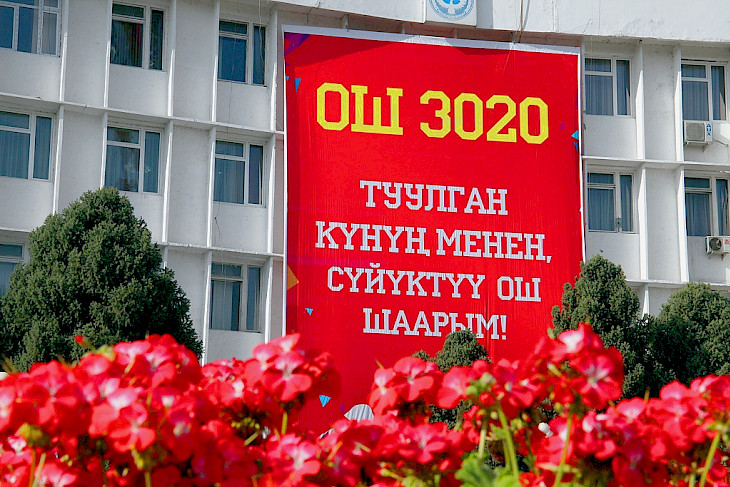 ОШ 3020
ТУУЛГАН
КҮНҮҢ МЕНЕН,
СҮЙҮКТҮҮ ОШ
ШААРЫМ!